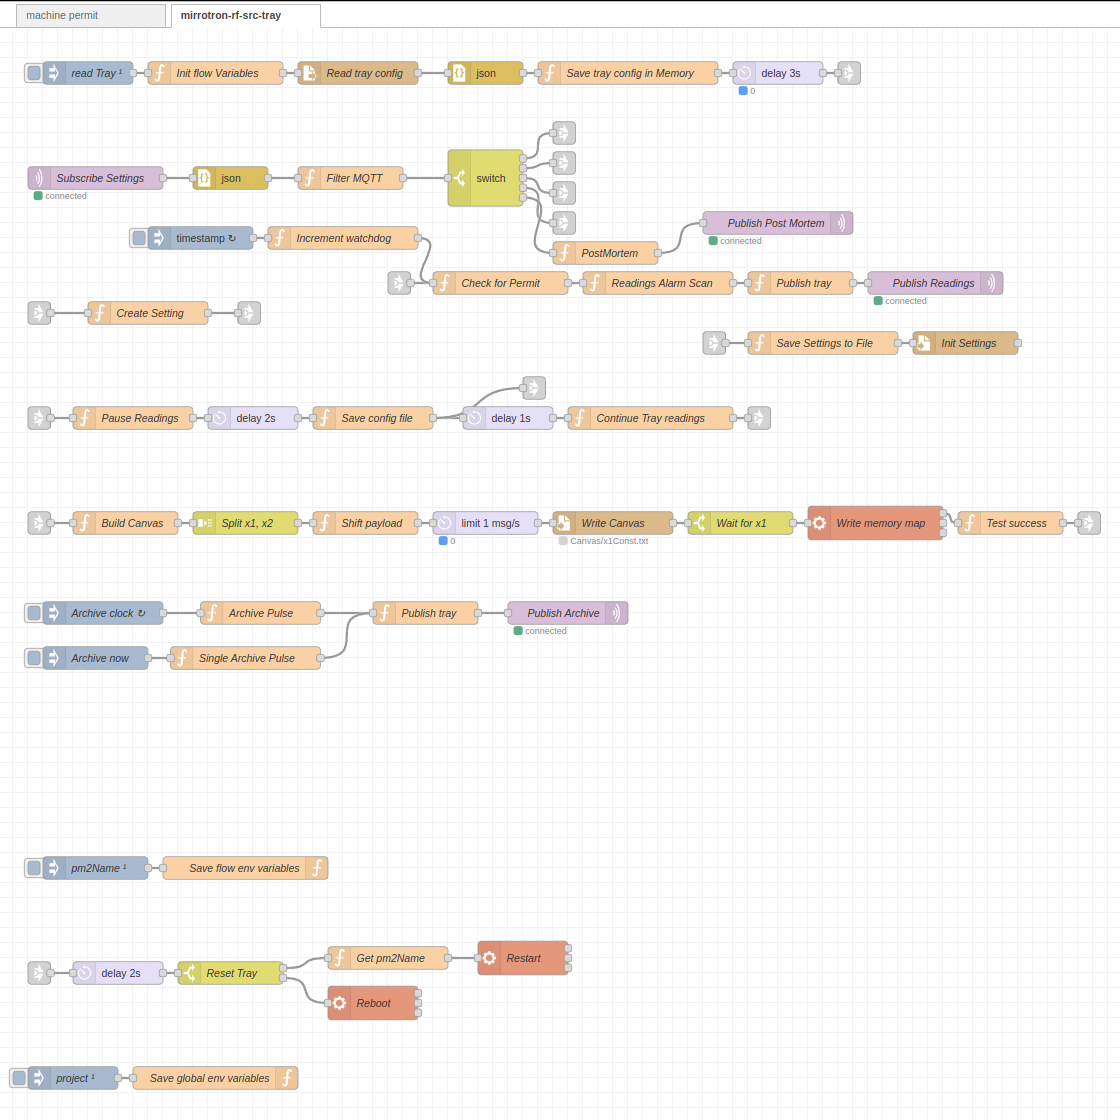 machine permit
mirrotron-rf-src-tray
read Tray ¹
Init flow Variables
Read tray config
json
Save tray config in Memory
delay 3s
0
Subscribe Settings
connected
json
Filter MQTT
switch
timestamp ↻
Increment watchdog
PostMortem
Publish Post Mortem
connected
Check for Permit
Readings Alarm Scan
Publish tray
Publish Readings
connected
Create Setting
Save Settings to File
Init Settings
Pause Readings
delay 2s
Save config file
delay 1s
Continue Tray readings
Build Canvas
Split x1, x2
Shift payload
limit 1 msg/s
0
Write Canvas
Canvas/x1Const.txt
Wait for x1
Write memory map
Test success
Archive clock ↻
Archive Pulse
Publish tray
Publish Archive
connected
Archive now
Single Archive Pulse
pm2Name ¹
Save flow env variables
delay 2s
Reset Tray
Get pm2Name
Restart
Reboot
project ¹
Save global env variables